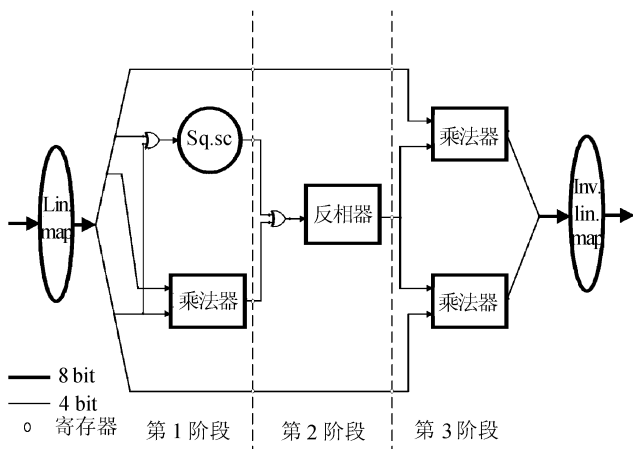 Sq.sc
乘法器
Lin.
map
反相器
Inv.
lin.
map
乘法器
乘法器
8 bit
4 bit
寄存器
第 1 阶段
第 2 阶段
第 3 阶段